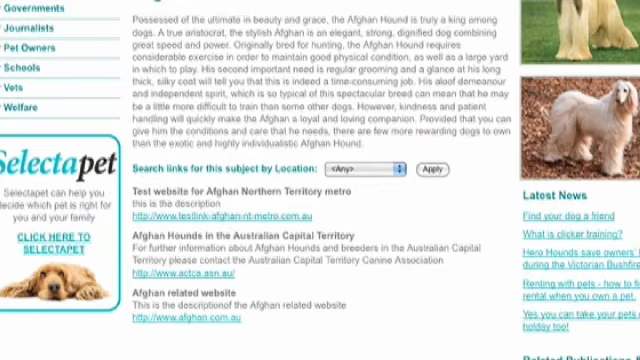 Governments
Journalists
Pet Owners
Schools
Vets
Welfare
Selectapet
Selectapet can help you
decide which pet is right for
you and your family
CLICK HERE TO
SELECTAPET
Possessed of the ultimate in beauty and grace, the Afghan Hound is truly a king among
dogs. A true aristocrat, the stylish Afghan is an elegant, strong, dignified dog combining
great speed and power. Originally bred for hunting, the Afghan Hound requires
considerable exercise in order to maintain good physical condition, as well as a large yard
in which to play. His second important need is regular grooming and a glance at his long
thick, silky coat will tell you that this is indeed a time-consuming job. His aloof demeanour
and independent spirit, which is so typical of this spectacular breed can mean that he may
be a little more difficult to train than some other dogs. However, kindness and patient
handling will quickly make the Afghan a loyal and loving companion. Provided that you can
give him the conditions and care that he needs, there are few more rewarding dogs to own
than the exotic and highly individualistic Afghan Hound.
Search links for this subject by Location: <Any> Apply
Test website for Afghan Northern Territory metro
this is the description
http://www.testlink-afghan-nt-metro.com.au
Afghan Hounds in the Australian Capital Territory
For further information about Afghan Hounds and breeders in the Australian Capital
Territory please contact the Australian Capital Territory Canine Association
http://www.actca.asn.au/
Afghan related website
This is the descriptionof the Afghan related website
http://www.afghan.com.au
Latest News
Find your dog a friend
What is clicker training?
Hero Hounds save owners'
during the Victorian Bushfire
Renting with pets - how to
rental when you own a pet.
Yes you can take your pets
holday too!
Related Publications